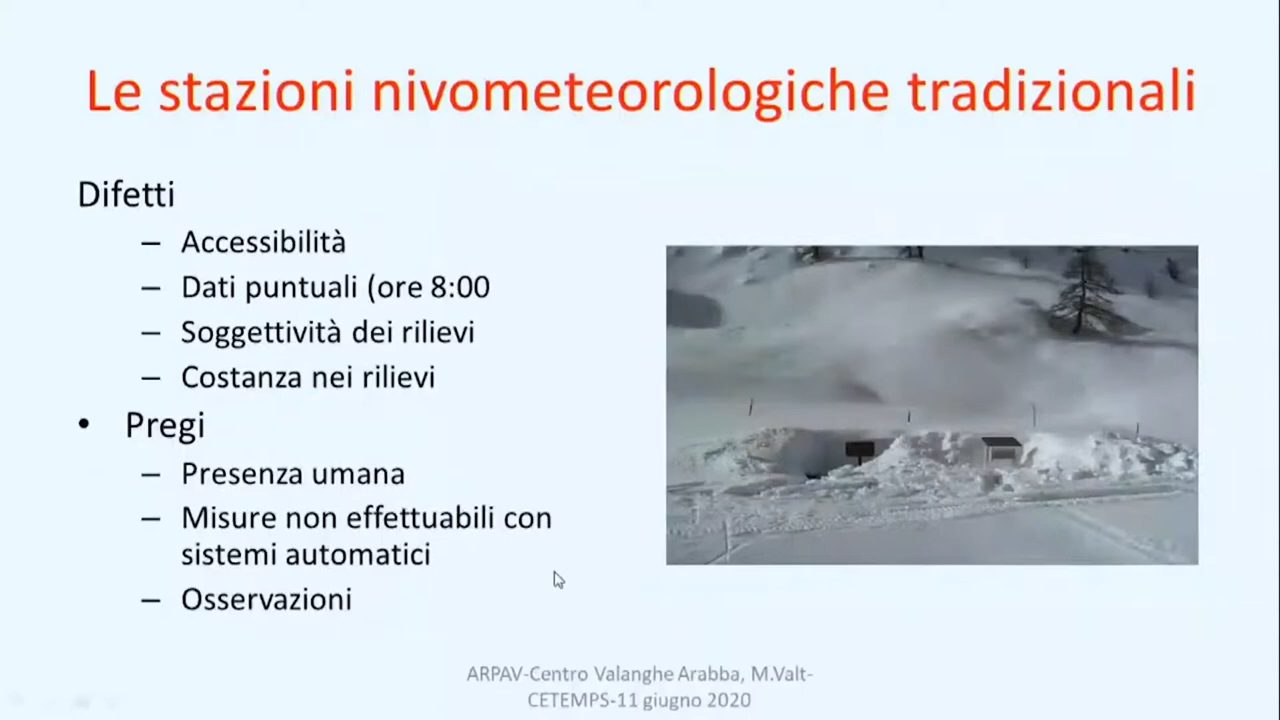 Le stazioni nivometeorologiche tradizionali
Difetti
– Accessibilità
– Dati puntuali (ore 8:00
– Soggettività dei rilievi
– Costanza nei rilievi
• Pregi
– Presenza umana
– Misure non effettuabili con
sistemi automatici
– Osservazioni
ARPAV-Centro Valanghe Arabba, M.Valt-
CETEMPS-11 giugno 2020